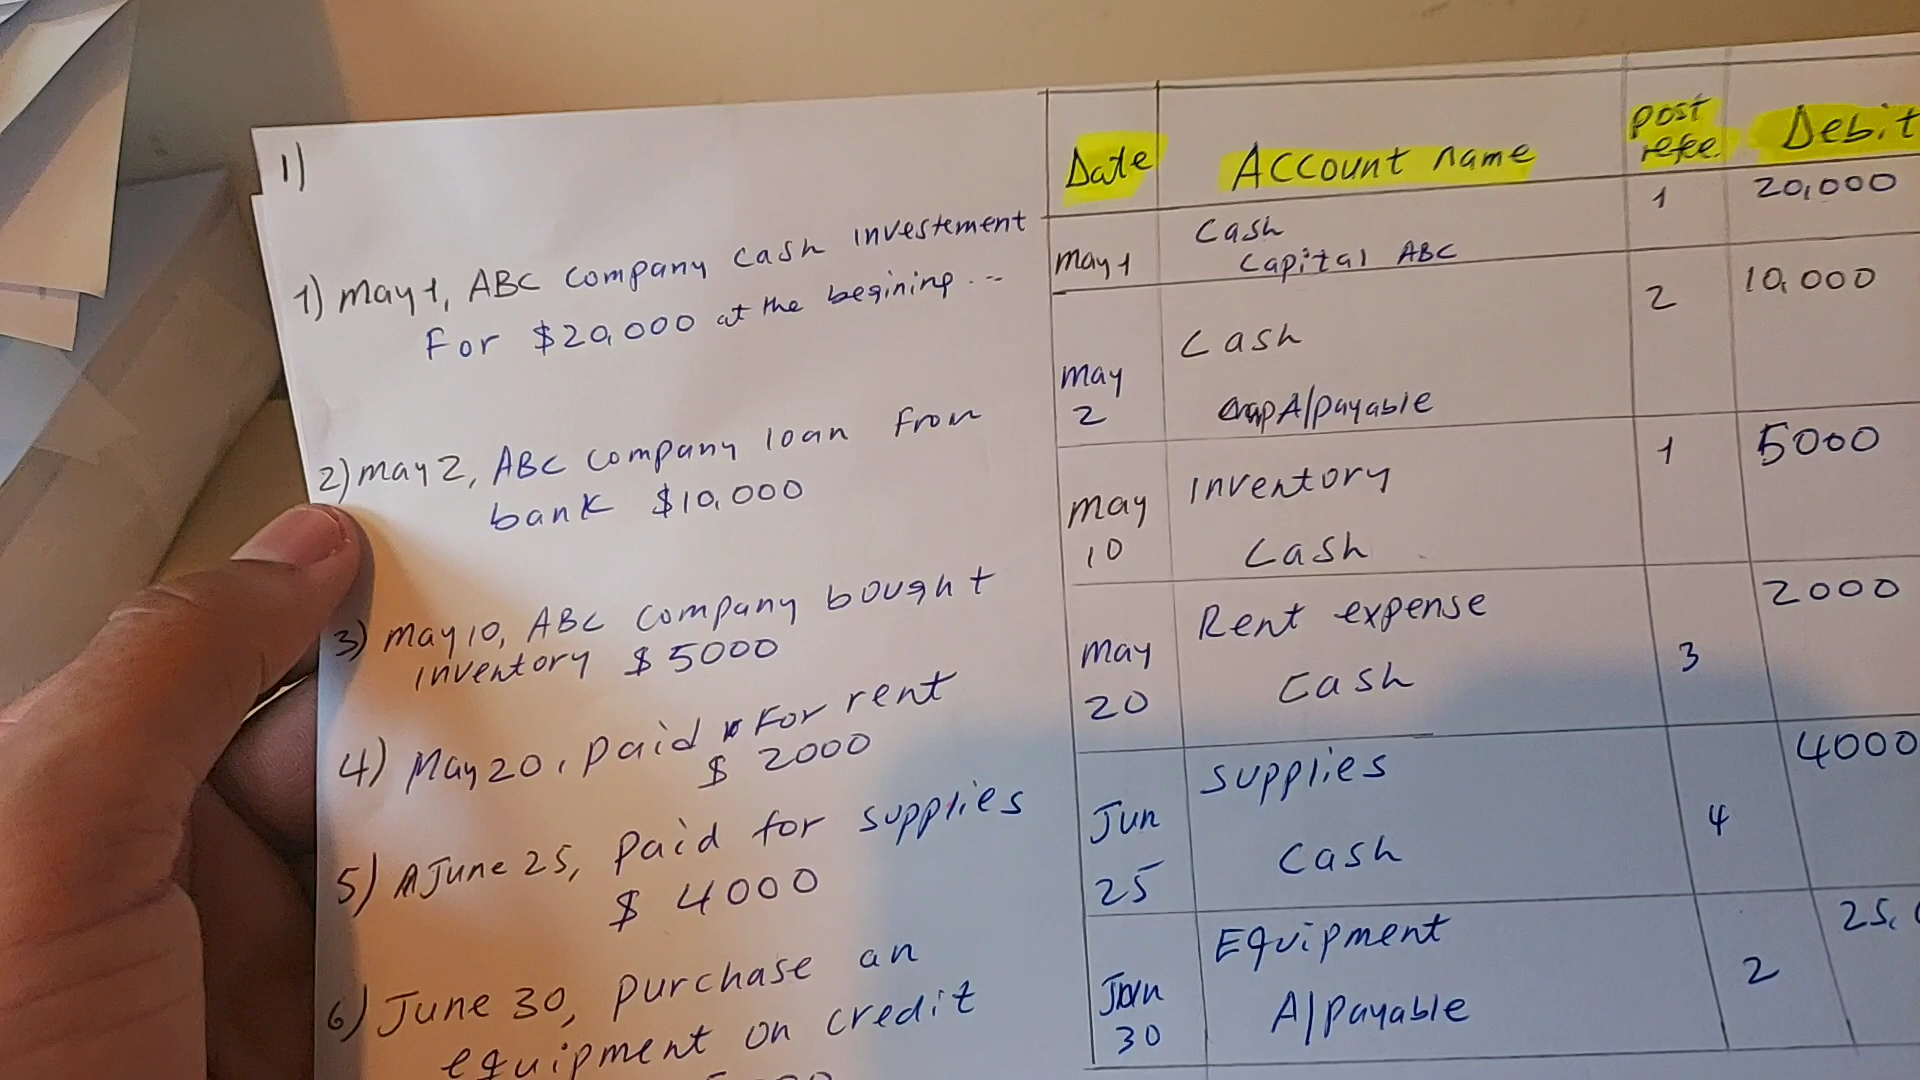 1)
1) May 1, ABC Company cash investement
For $20,000 at the begining ...
2) may 2, ABC Company loan from
bank $10,000
3) may 10, ABC Company bought
inventory $5000
4) May 20, paid For rent
$ 2000
5) June 25, Paid for supplies
$ 4000
6) June 30, purchase an
equipment on credit
Date Account name post refee. Debit
may 1 Cash 1 20,000
Capital ABC
may 2 Cash 2 10,000
A/payable
may 10 Inventory 1 5000
Cash
may 20 Rent expense 3 2000
Cash
Jun 25 Supplies 4 4000
Cash
Jun 30 Equipment 2 25,
A/payable